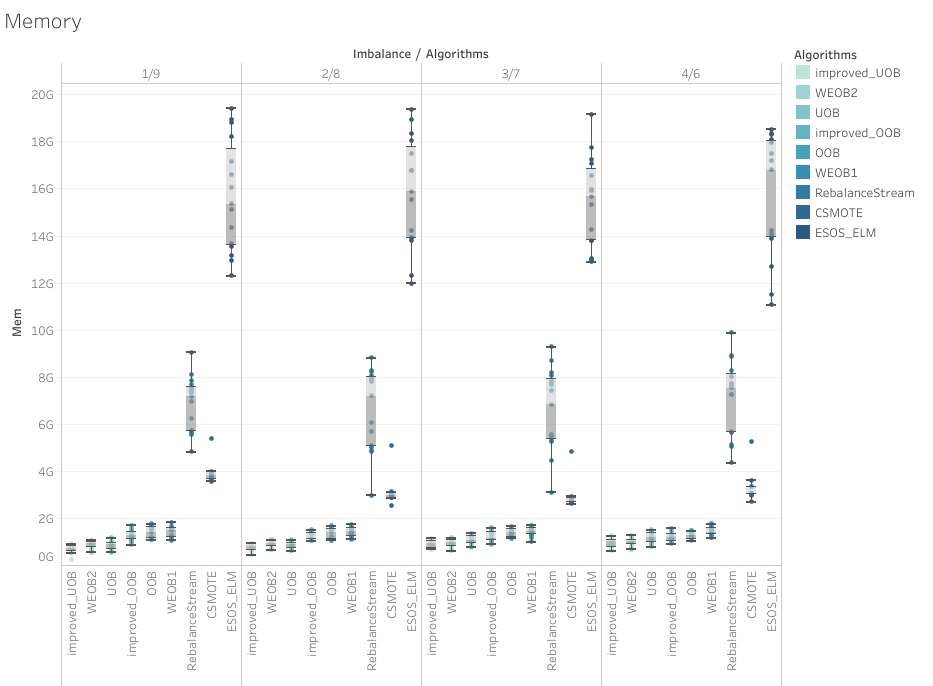 Memory
Imbalance / Algorithms
1/9 2/8 3/7 4/6
20G
18G
16G
14G
12G
10G
8G
6G
4G
2G
0G
Mem
improved_UOB WEOB2 UOB improved_OOB OOB WEOB1 RebalanceStream CSMOTE ESOS_ELM improved_UOB WEOB2 UOB improved_OOB OOB WEOB1 RebalanceStream CSMOTE ESOS_ELM improved_UOB WEOB2 UOB improved_OOB OOB WEOB1 RebalanceStream CSMOTE ESOS_ELM improved_UOB WEOB2 UOB improved_OOB OOB WEOB1 RebalanceStream CSMOTE ESOS_ELM
Algorithms
improved_UOB
WEOB2
UOB
improved_OOB
OOB
WEOB1
RebalanceStream
CSMOTE
ESOS_ELM